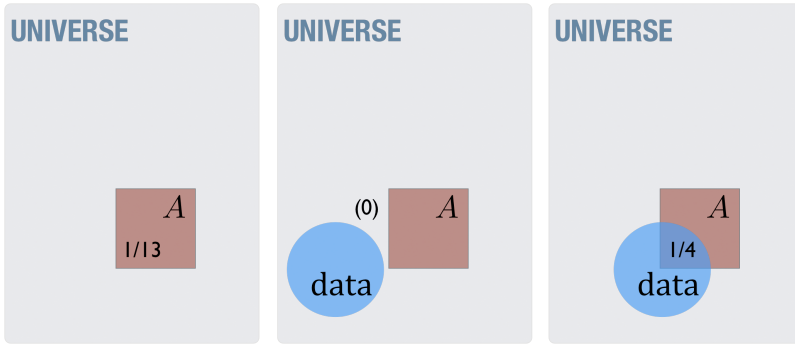 UNIVERSE
A
1/13
UNIVERSE
(0)
A
data
UNIVERSE
A
1/4
data